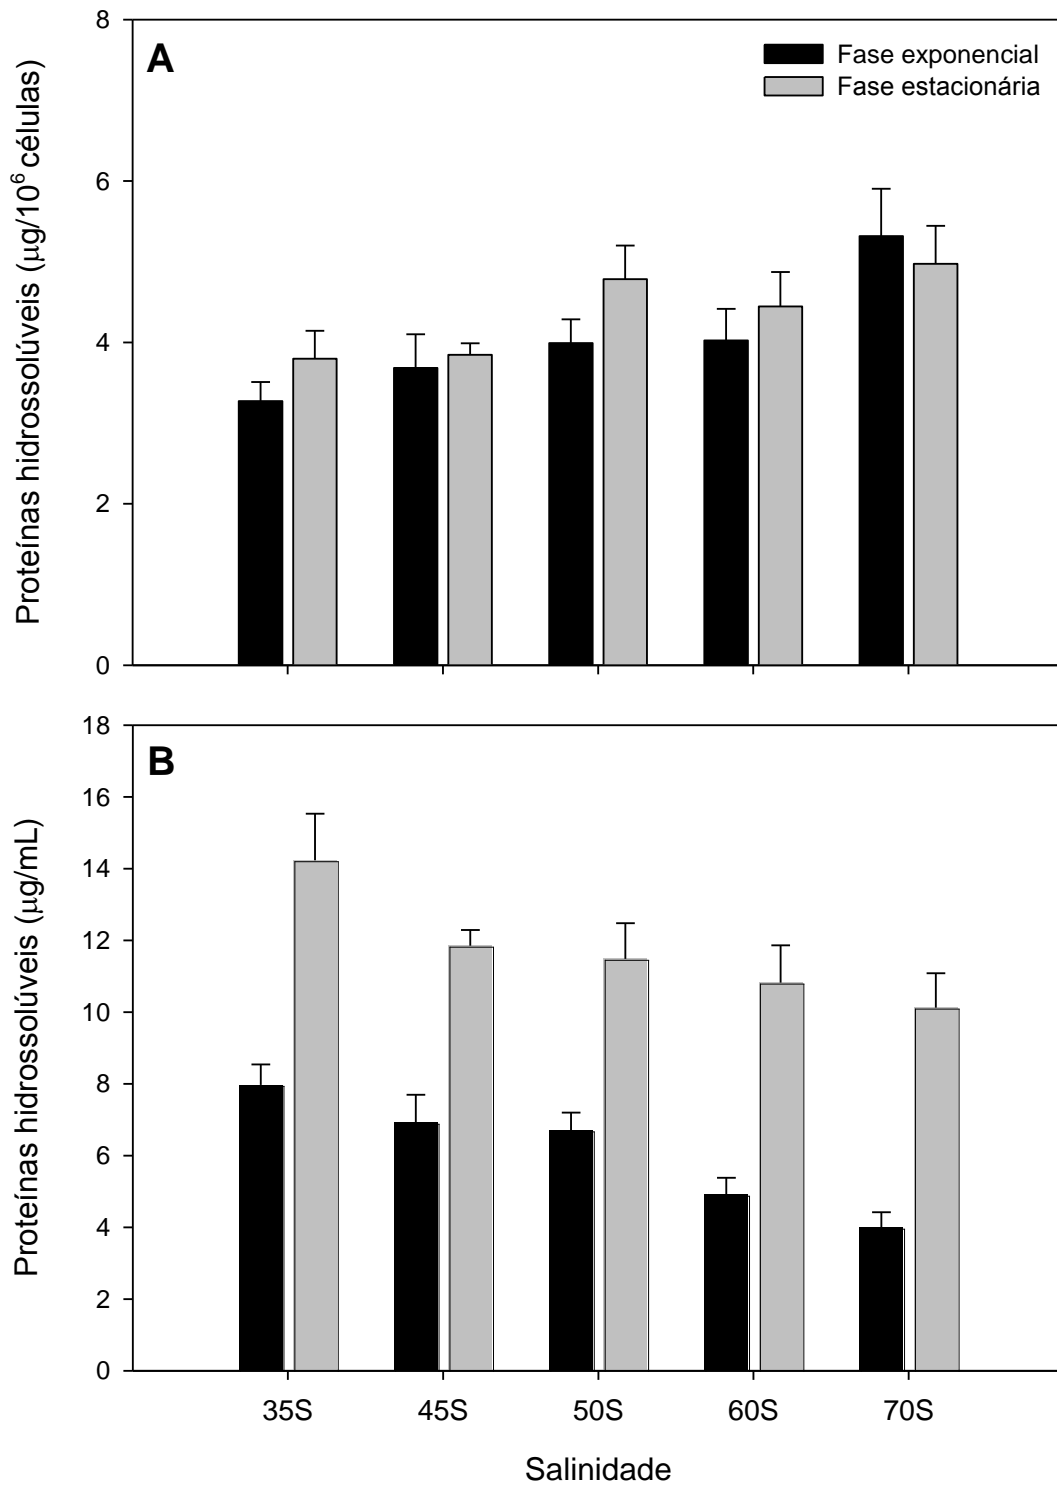 A
Fase exponencial
Fase estacionária
Proteínas hidrossolúveis (μg/10⁶ células)
8
6
4
2
0
B
Proteínas hidrossolúveis (μg/mL)
18
16
14
12
10
8
6
4
2
0
35S 45S 50S 60S 70S
Salinidade